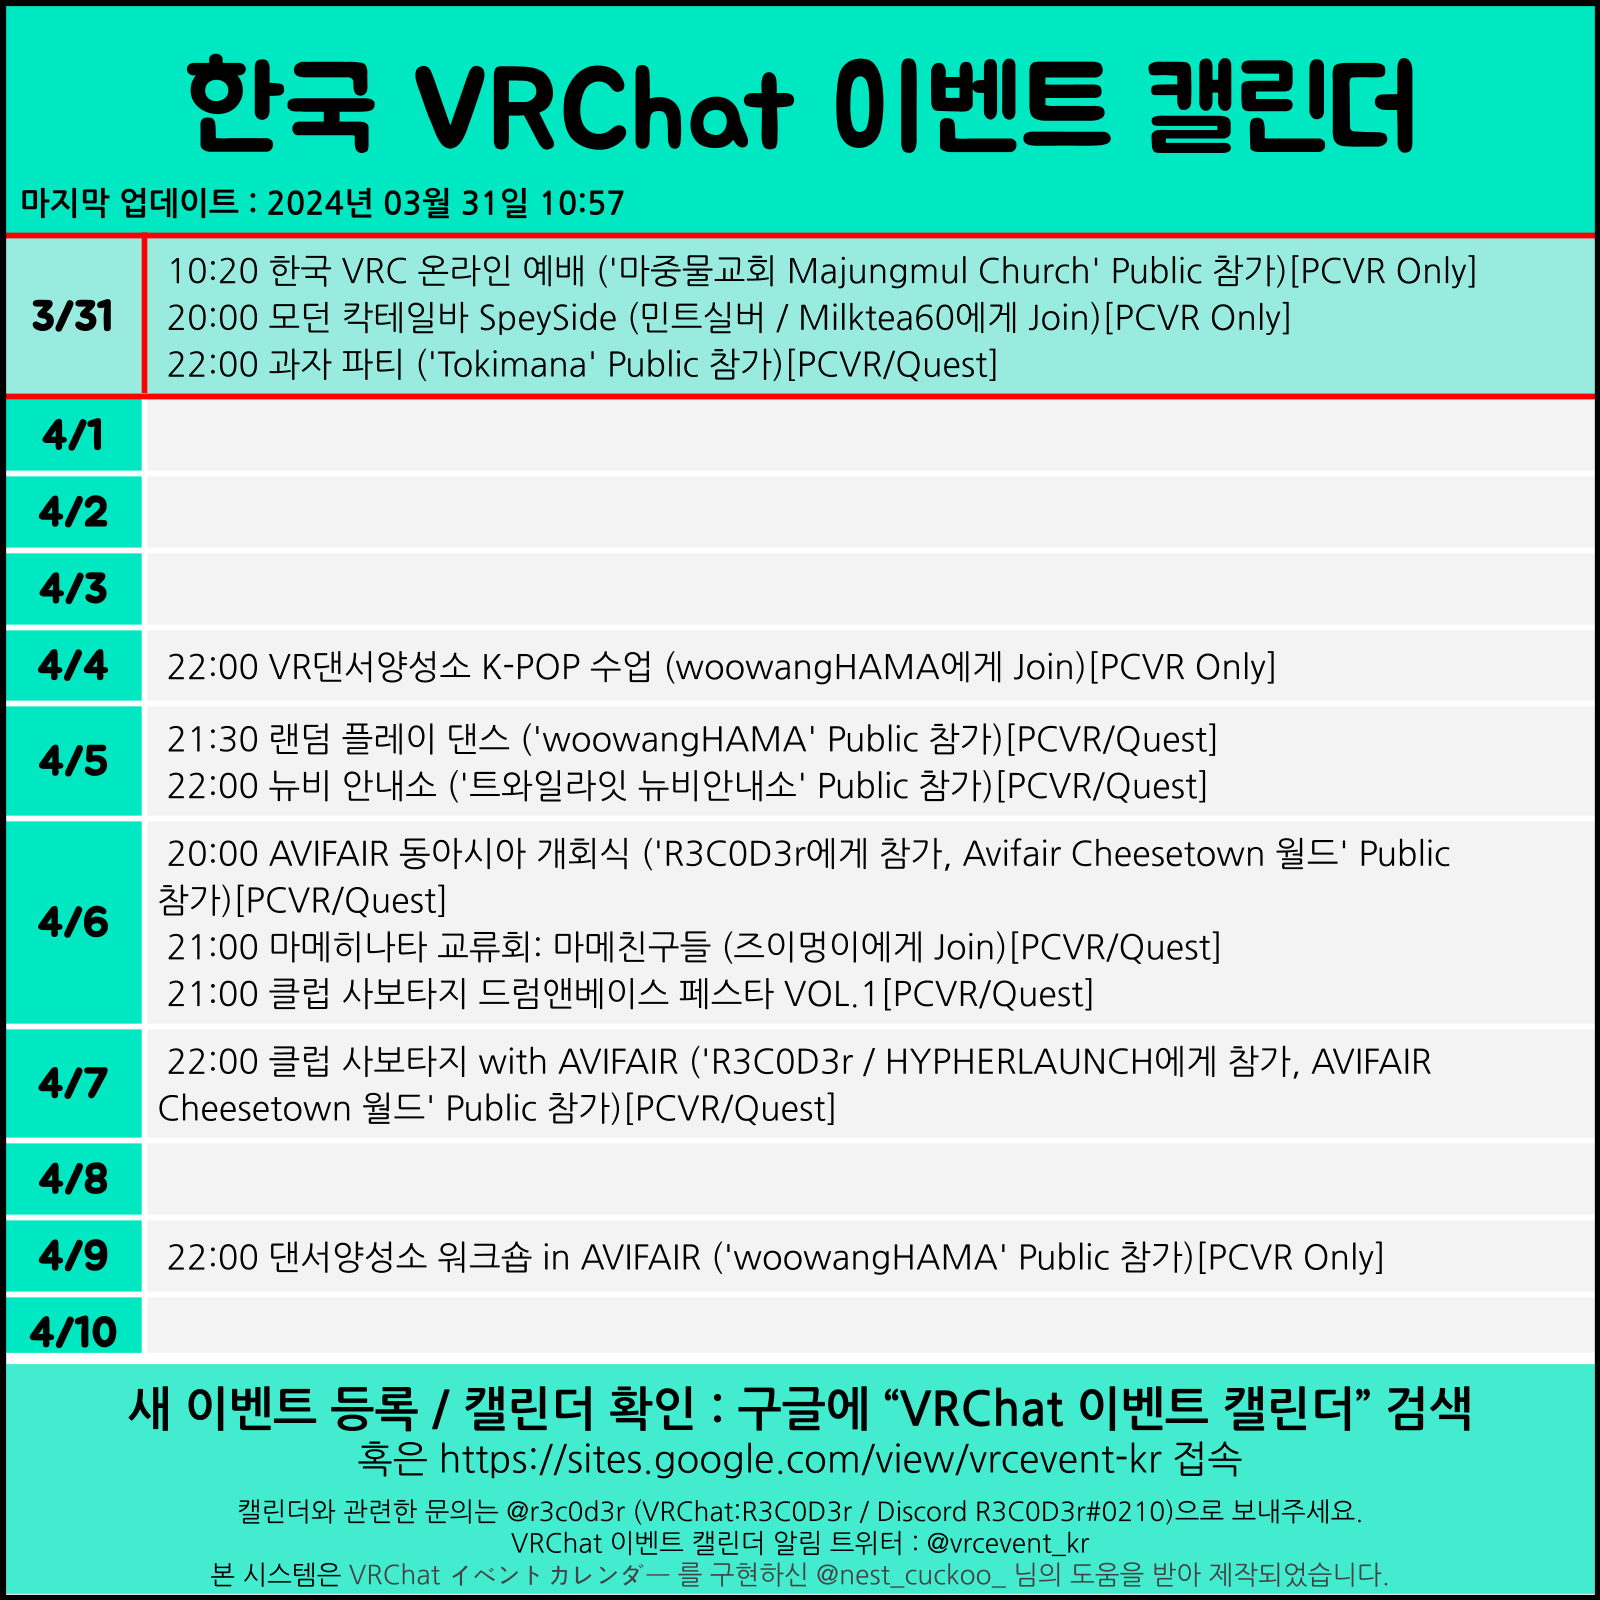 한국 VRChat 이벤트 캘린더
마지막 업데이트 : 2024년 03월 31일 10:57
3/31
10:20 한국 VRC 온라인 예배 ('마중물교회 Majungmul Church' Public 참가)[PCVR Only]
20:00 모던 칵테일바 SpeySide (민트실버 / Milktea60에게 Join)[PCVR Only]
22:00 과자 파티 ('Tokimana' Public 참가)[PCVR/Quest]
4/1
4/2
4/3
4/4
22:00 VR댄서양성소 K-POP 수업 (woowangHAMA에게 Join)[PCVR Only]
4/5
21:30 랜덤 플레이 댄스 ('woowangHAMA' Public 참가)[PCVR/Quest]
22:00 뉴비 안내소 ('트와일라잇 뉴비안내소' Public 참가)[PCVR/Quest]
4/6
20:00 AVIFAIR 동아시아 개회식 ('R3C0D3r에게 참가, Avifair Cheesetown 월드' Public
참가)[PCVR/Quest]
21:00 마메히나타 교류회: 마메친구들 (즈이멍이에게 Join)[PCVR/Quest]
21:00 클럽 사보타지 드럼앤베이스 페스타 VOL.1[PCVR/Quest]
4/7
22:00 클럽 사보타지 with AVIFAIR ('R3C0D3r / HYPHERLAUNCH에게 참가, AVIFAIR
Cheesetown 월드' Public 참가)[PCVR/Quest]
4/8
4/9
22:00 댄서양성소 워크숍 in AVIFAIR ('woowangHAMA' Public 참가)[PCVR Only]
4/10
새 이벤트 등록 / 캘린더 확인 : 구글에 “VRChat 이벤트 캘린더” 검색
혹은 https://sites.google.com/view/vrcevent-kr 접속
캘린더와 관련한 문의는 @r3c0d3r (VRChat:R3C0D3r / Discord R3C0D3r#0210)으로 보내주세요.
VRChat 이벤트 캘린더 알림 트위터 : @vrcevent_kr
본 시스템은 VRChat イベントカレンダー 를 구현하신 @nest_cuckoo_ 님의 도움을 받아 제작되었습니다.